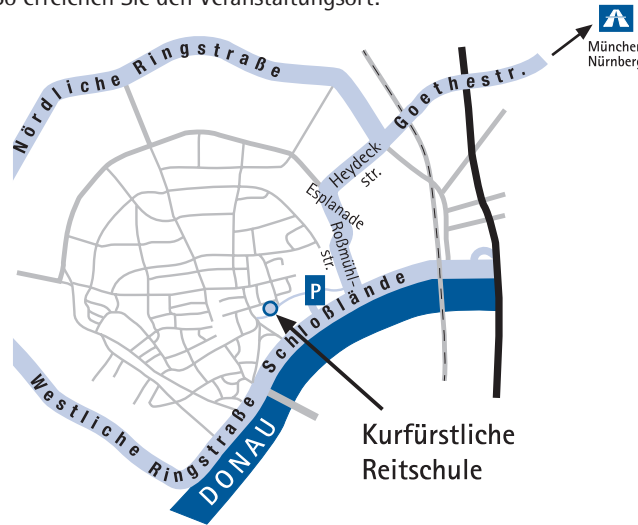 So erreichen Sie den Veranstaltungsort:
München
Nürnberg
Nördliche Ringstraße
Goethestr.
Heydeck-
str.
Esplanade
Roßmühl-
str.
P
Schloßlände
Westliche Ringstraße
DONAU
Kurfürstliche
Reitschule